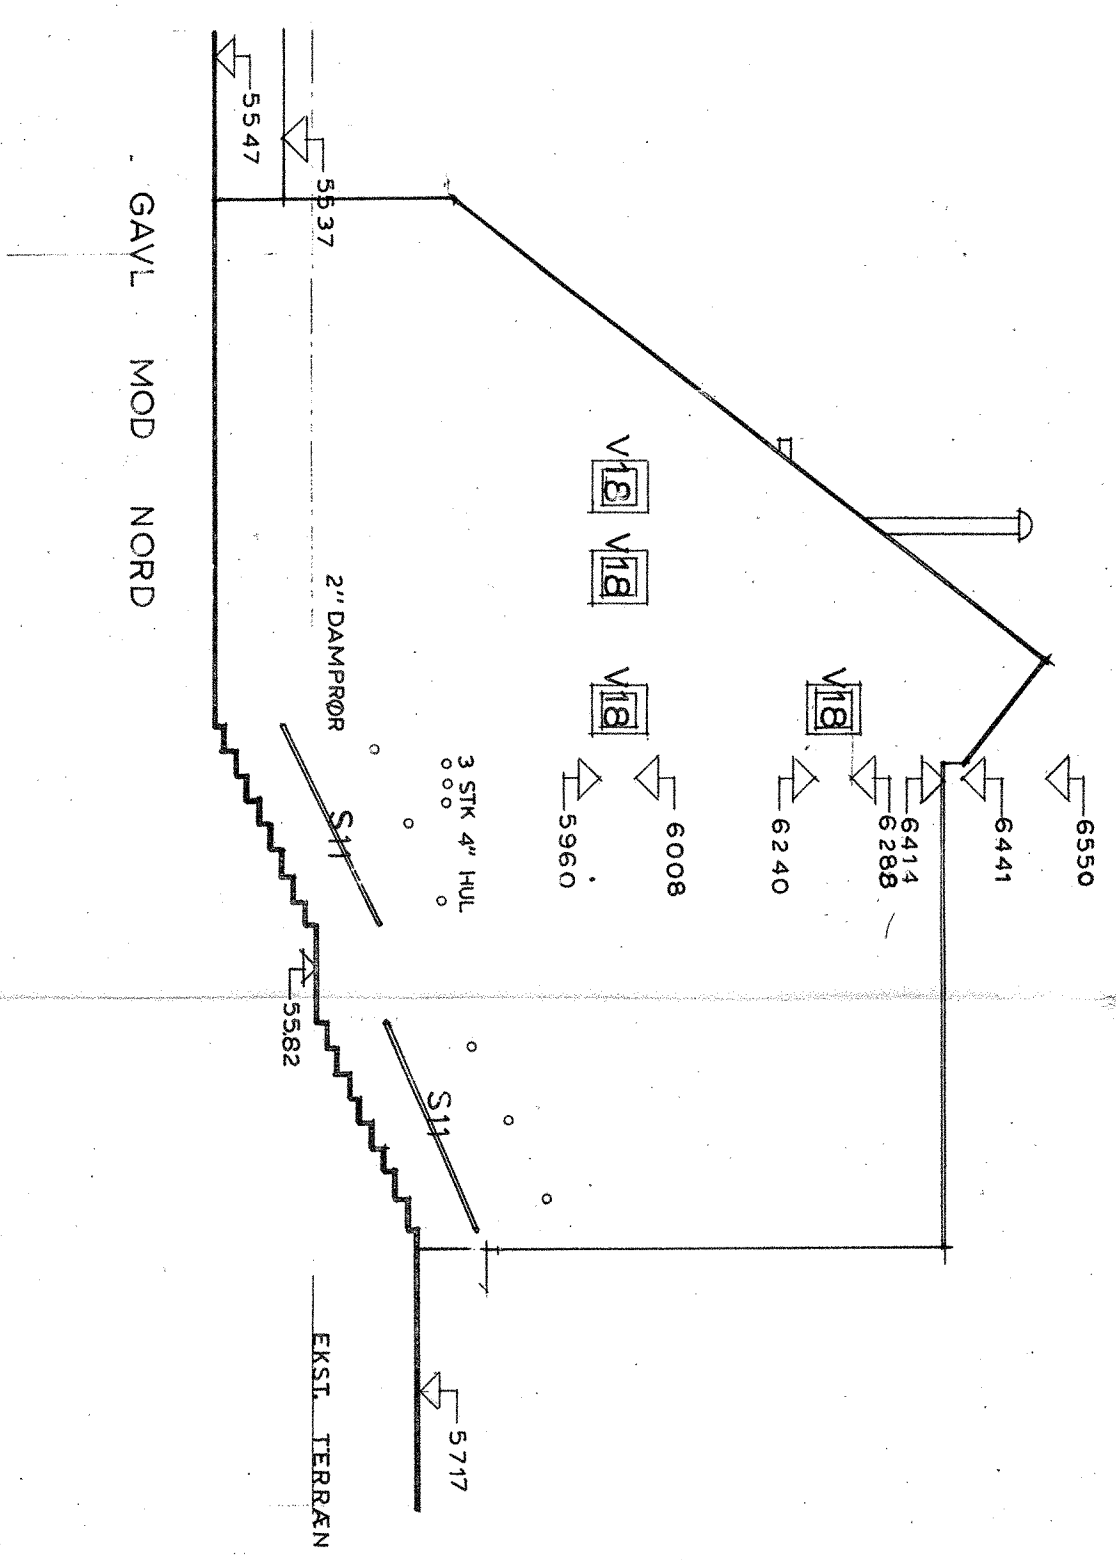 6550
6441
6414
6288
6240
6008
5960
V18
V18
V18
V18
3 STK 4" HUL
2" DAMPRØR
S11
S11
5537
5547
5582
5717
EKST. TERRÆN
GAVL MOD NORD